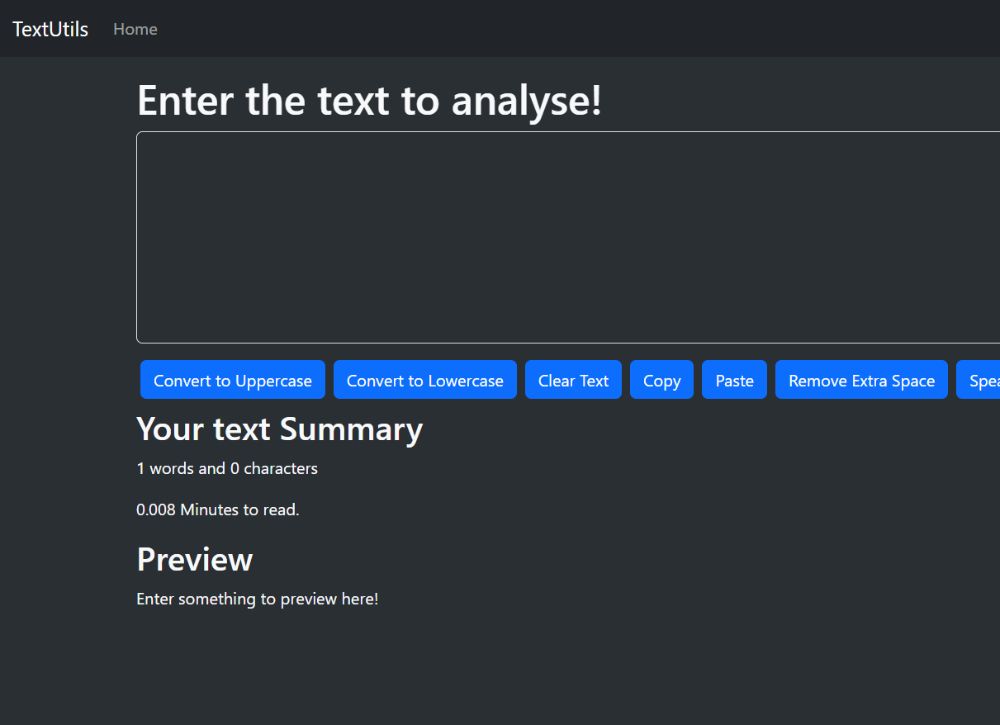 TextUtils Home
Enter the text to analyse!
Convert to Uppercase Convert to Lowercase Clear Text Copy Paste Remove Extra Space
Your text Summary
1 words and 0 characters
0.008 Minutes to read.
Preview
Enter something to preview here!